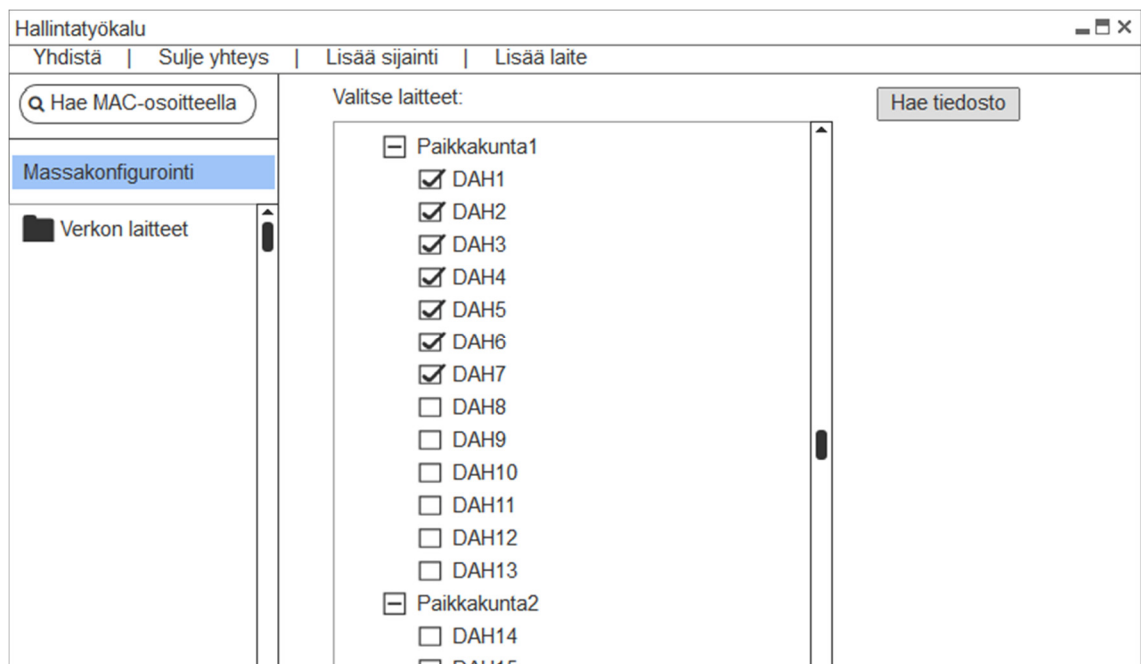 Hallintatyökalu
Yhdistä | Sulje yhteys | Lisää sijainti | Lisää laite
Hae MAC-osoitteella
Massakonfigurointi
Verkon laitteet
Valitse laitteet:
Paikkakunta1
DAH1
DAH2
DAH3
DAH4
DAH5
DAH6
DAH7
DAH8
DAH9
DAH10
DAH11
DAH12
DAH13
Paikkakunta2
DAH14
Hae tiedosto